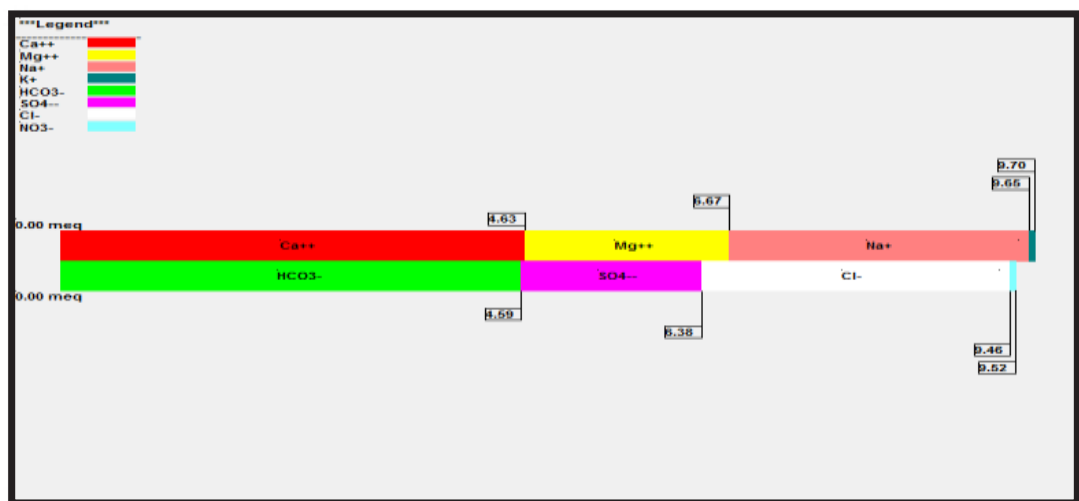 ***Legend***
Ca++
Mg++
Na+
K+
HCO3-
SO4--
Cl-
NO3-
9.70
9.65
4.63
6.67
0.00 meq
Ca++
Mg++
Na+
HCO3-
SO4--
Cl-
0.00 meq
4.59
6.38
9.46
9.52